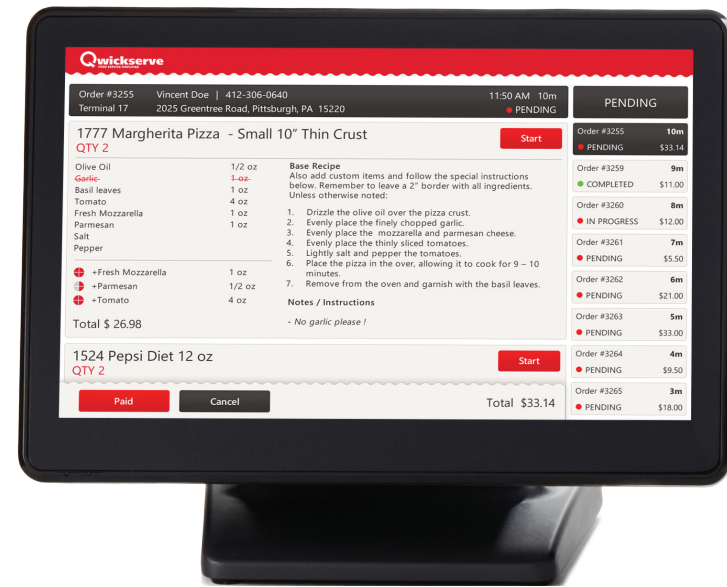 Qwickserve
Order #3255 Vincent Doe | 412-306-0640 11:50 AM 10m
Terminal 17 2025 Greentree Road, Pittsburgh, PA 15220 PENDING
1777 Margherita Pizza - Small 10" Thin Crust
QTY 2
Start
Olive Oil 1/2 oz
Garlic 1 oz
Basil leaves 1 oz
Tomato 4 oz
Fresh Mozzarella 1 oz
Parmesan 1 oz
Salt
Pepper
+Fresh Mozzarella 1 oz
+Parmesan 1/2 oz
+Tomato 4 oz
Total $ 26.98
Base Recipe
Also add custom items and follow the special instructions
below. Remember to leave a 2" border with all ingredients.
Unless otherwise noted:
1. Drizzle the olive oil over the pizza crust.
2. Evenly place the finely chopped garlic.
3. Evenly place the mozzarella and parmesan cheese.
4. Evenly place the thinly sliced tomatoes.
5. Lightly salt and pepper the tomatoes.
6. Place the pizza in the over, allowing it to cook for 9 – 10
minutes.
7. Remove from the oven and garnish with the basil leaves.
Notes / Instructions
- No garlic please !
1524 Pepsi Diet 12 oz
QTY 2
Start
Paid Cancel Total $33.14
PENDING
Order #3255 10m
PENDING $33.14
Order #3259 9m
COMPLETED $11.00
Order #3260 8m
IN PROGRESS $12.00
Order #3261 7m
PENDING $5.50
Order #3262 6m
PENDING $21.00
Order #3263 5m
PENDING $33.00
Order #3264 4m
PENDING $9.50
Order #3265 3m
PENDING $18.00